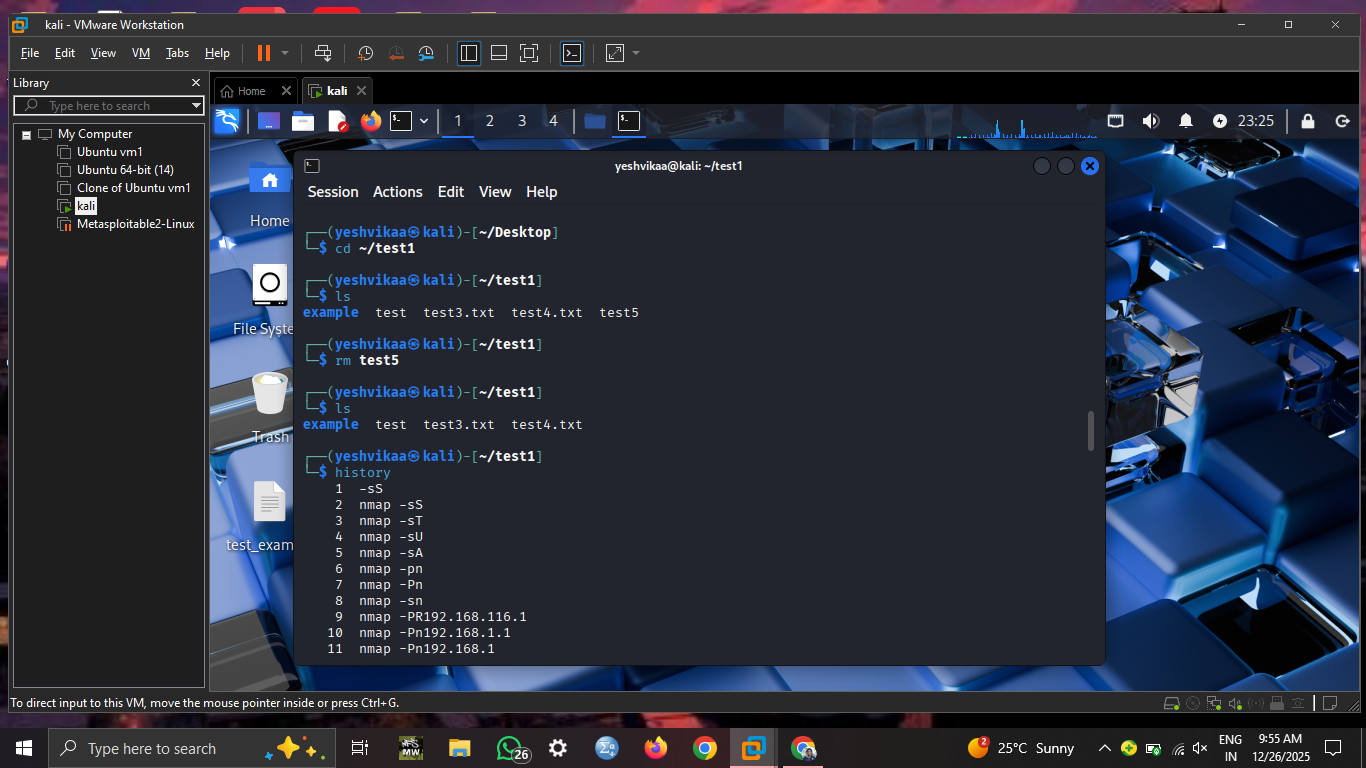 kali - VMware Workstation
File Edit View VM Tabs Help
Library
Type here to search
My Computer
Ubuntu vm1
Ubuntu 64-bit (14)
Clone of Ubuntu vm1
kali
Metasploitable2-Linux
Home kali
1 2 3 4 23:25
Home
File Syste
Trash
test_exam
yeshvikaa@kali: ~/test1
Session Actions Edit View Help
┌──(yeshvikaa㉿kali)-[~/Desktop]
└─$ cd ~/test1
┌──(yeshvikaa㉿kali)-[~/test1]
└─$ ls
example test test3.txt test4.txt test5
┌──(yeshvikaa㉿kali)-[~/test1]
└─$ rm test5
┌──(yeshvikaa㉿kali)-[~/test1]
└─$ ls
example test test3.txt test4.txt
┌──(yeshvikaa㉿kali)-[~/test1]
└─$ history
1 -sS
2 nmap -sS
3 nmap -sT
4 nmap -sU
5 nmap -sA
6 nmap -pn
7 nmap -Pn
8 nmap -sn
9 nmap -PR192.168.116.1
10 nmap -Pn192.168.1.1
11 nmap -Pn192.168.1
To direct input to this VM, move the mouse pointer inside or press Ctrl+G.
Type here to search
MW
26
2
25°C Sunny
ENG
IN
9:55 AM
12/26/2025